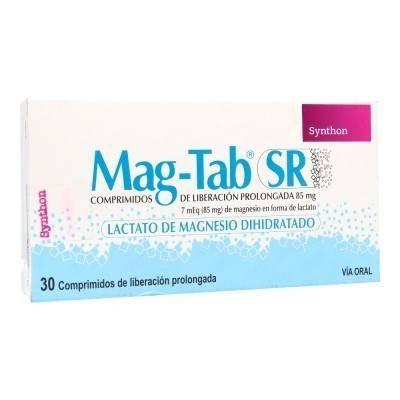 Synthon
Mag-Tab® SR
COMPRIMIDOS DE LIBERACIÓN PROLONGADA 85 mg
7 mEq (85 mg) de magnesio en forma de lactato
LACTATO DE MAGNESIO DIHIDRATADO
30 Comprimidos de liberación prolongada
VÍA ORAL
Synthon